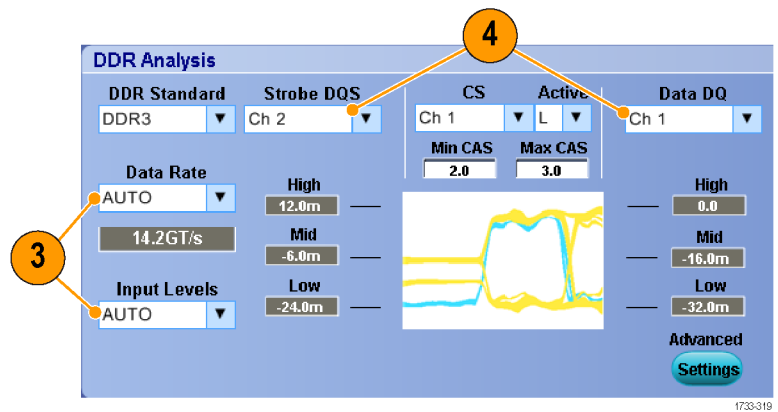 4
DDR Analysis
DDR Standard Strobe DQS CS Active Data DQ
DDR3 Ch 2 Ch 1 L Ch 1
Min CAS Max CAS
2.0 3.0
Data Rate
AUTO
14.2GT/s
3
Input Levels
AUTO
High
12.0m
Mid
-6.0m
Low
-24.0m
High
0.0
Mid
-16.0m
Low
-32.0m
Advanced
Settings
1733-319